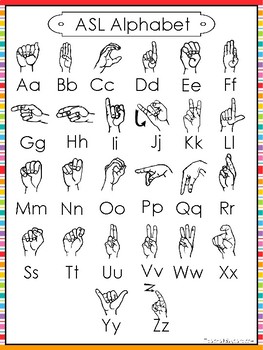 ASL Alphabet
Aa Bb Cc Dd Ee Ff
Gg Hh Ii Jj Kk Ll
Mm Nn Oo Pp Qq Rr
Ss Tt Uu Vv Ww Xx
Z
Yy Zz